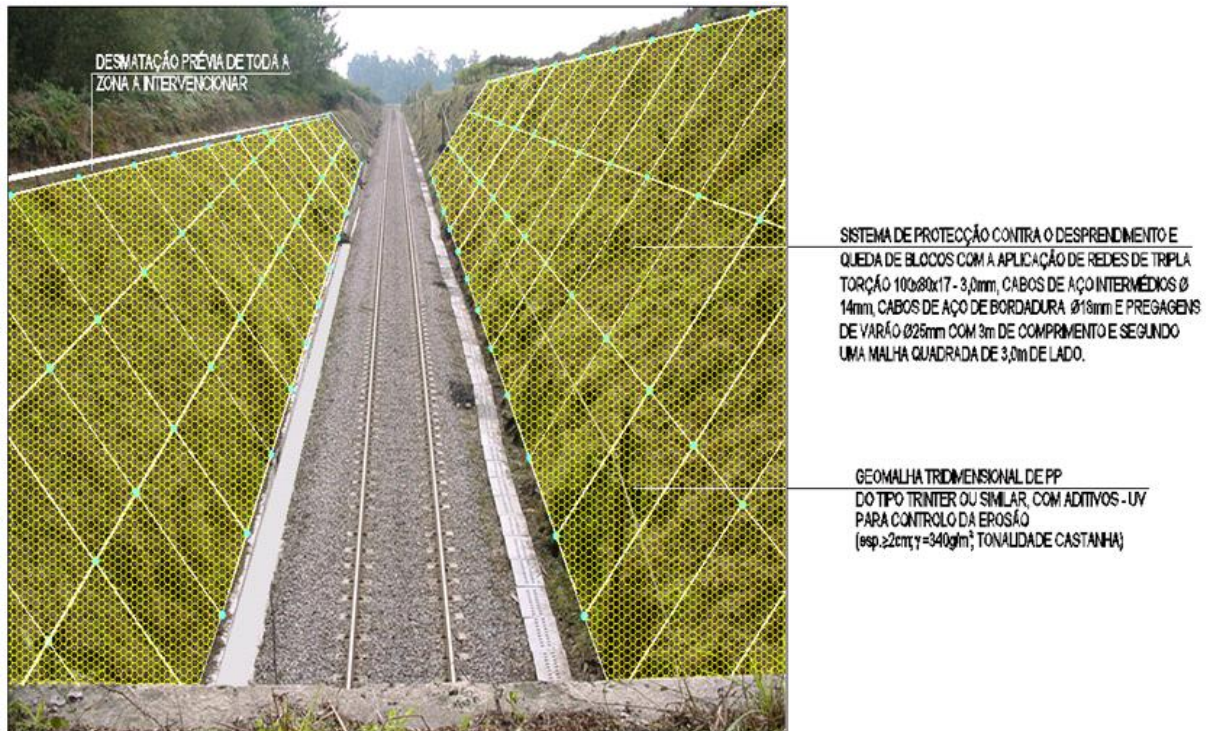 DESMATAÇÃO PRÉVIA DE TODA A
ZONA A INTERVENCIONAR
SISTEMA DE PROTECÇÃO CONTRA O DESPRENDIMENTO E
QUEDA DE BLOCOS COM A APLICAÇÃO DE REDES DE TRIPLA
TORÇÃO 100x80x17 - 3,0mm, CABOS DE AÇO INTERMÉDIOS Ø
14mm, CABOS DE AÇO DE BORDADURA Ø18mm E PREGAGENS
DE VARÃO Ø25mm COM 3m DE COMPRIMENTO E SEGUNDO
UMA MALHA QUADRADA DE 3,0m DE LADO.
GEOMALHA TRIDIMENSIONAL DE PP
DO TIPO TRINTER OU SIMILAR, COM ADITIVOS - UV
PARA CONTROLO DA EROSÃO
(esp.≥2cm; γ=340g/m², TONALIDADE CASTANHA)